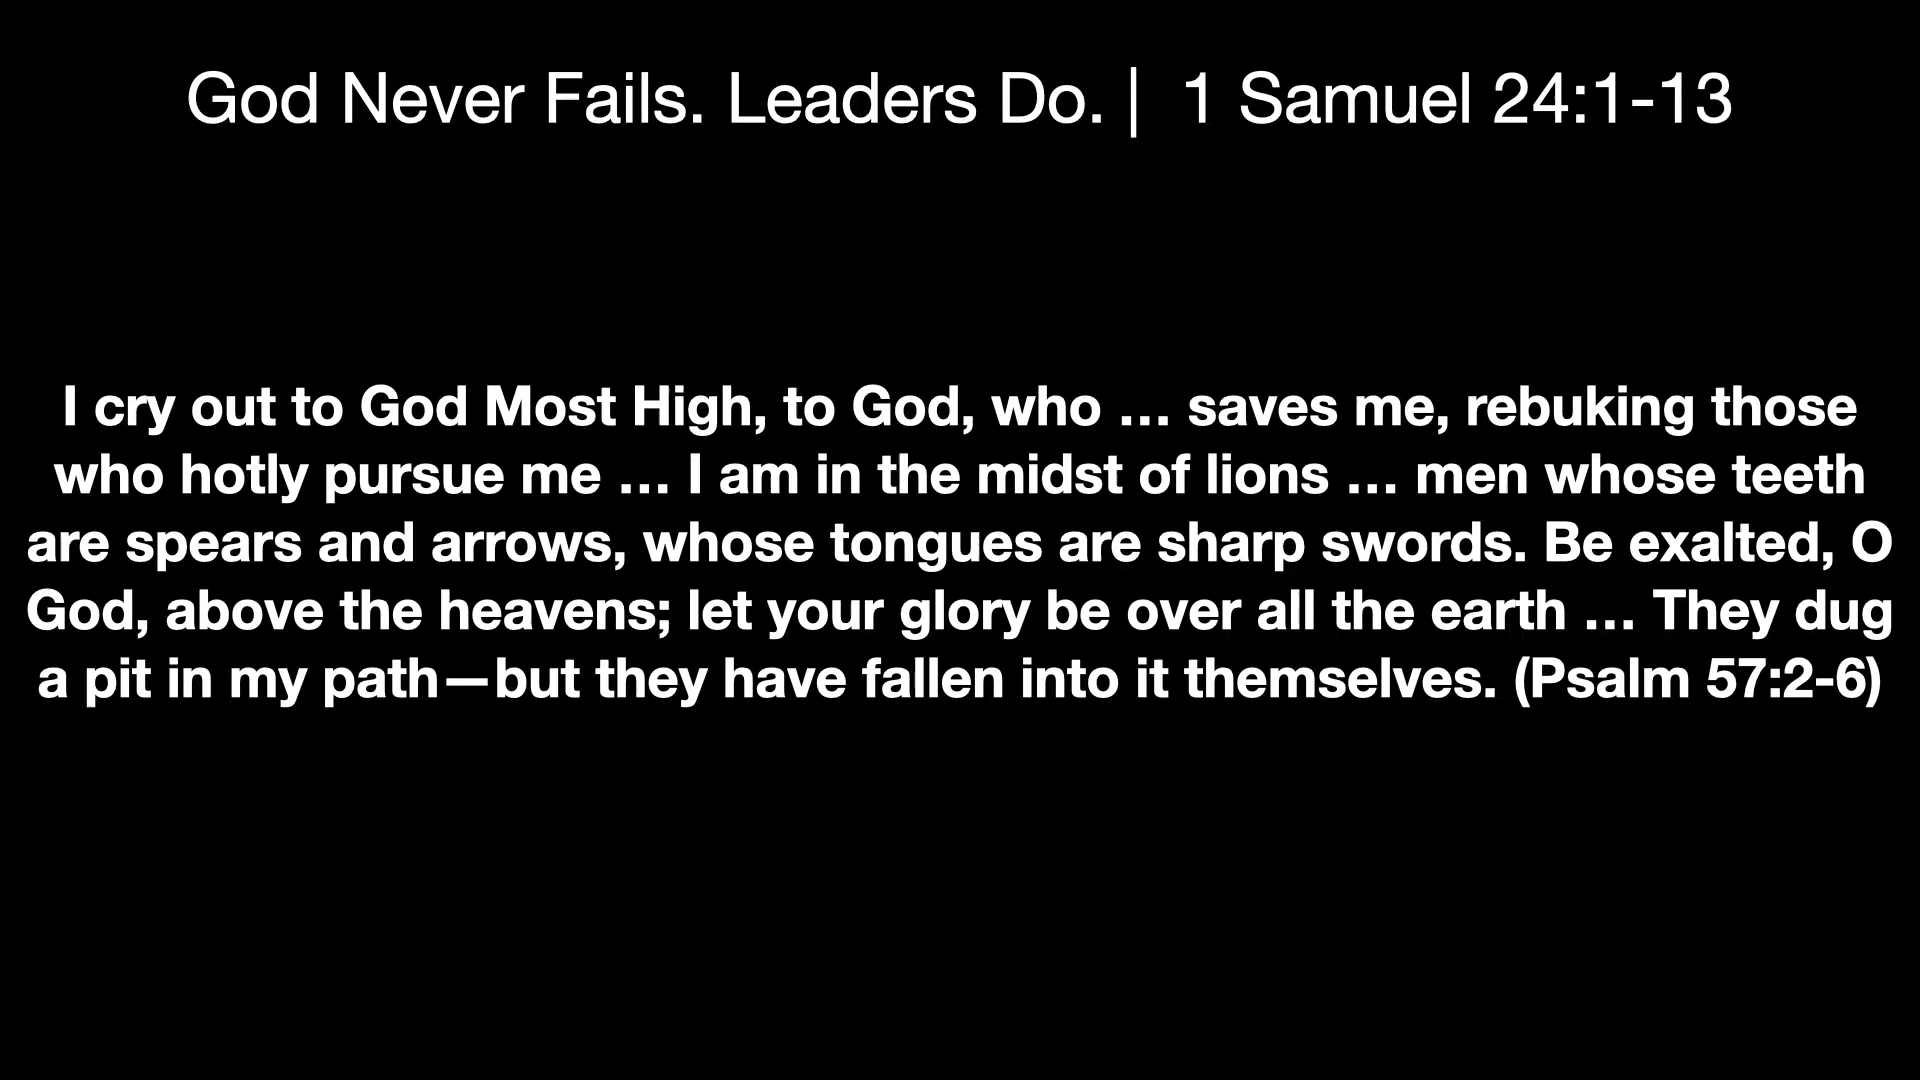 God Never Fails. Leaders Do. |  1 Samuel 24:1-13
I cry out to God Most High, to God, who … saves me, rebuking those
who hotly pursue me … I am in the midst of lions … men whose teeth
are spears and arrows, whose tongues are sharp swords. Be exalted, O
God, above the heavens; let your glory be over all the earth … They dug
a pit in my path—but they have fallen into it themselves. (Psalm 57:2-6)